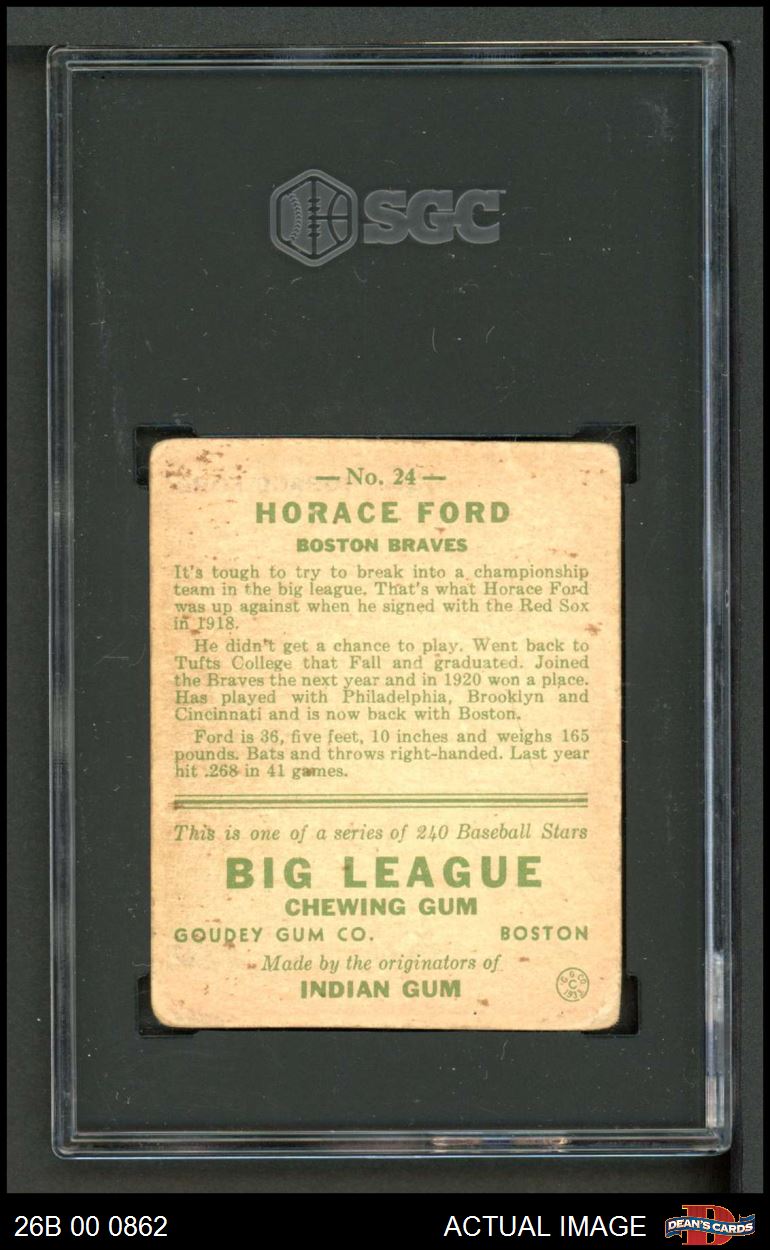 SGC
— No. 24 —
HORACE FORD
BOSTON BRAVES
It's tough to try to break into a championship
team in the big league. That's what Horace Ford
was up against when he signed with the Red Sox
in 1918.
He didn't get a chance to play. Went back to
Tufts College that Fall and graduated. Joined
the Braves the next year and in 1920 won a place.
Has played with Philadelphia, Brooklyn and
Cincinnati and is now back with Boston.
Ford is 36, five feet, 10 inches and weighs 165
pounds. Bats and throws right-handed. Last year
hit .268 in 41 games.
This is one of a series of 240 Baseball Stars
BIG LEAGUE
CHEWING GUM
GOUDEY GUM CO. BOSTON
Made by the originators of
INDIAN GUM
G.G.CO.
C
1933
26B 00 0862 ACTUAL IMAGE DEAN'S CARDS